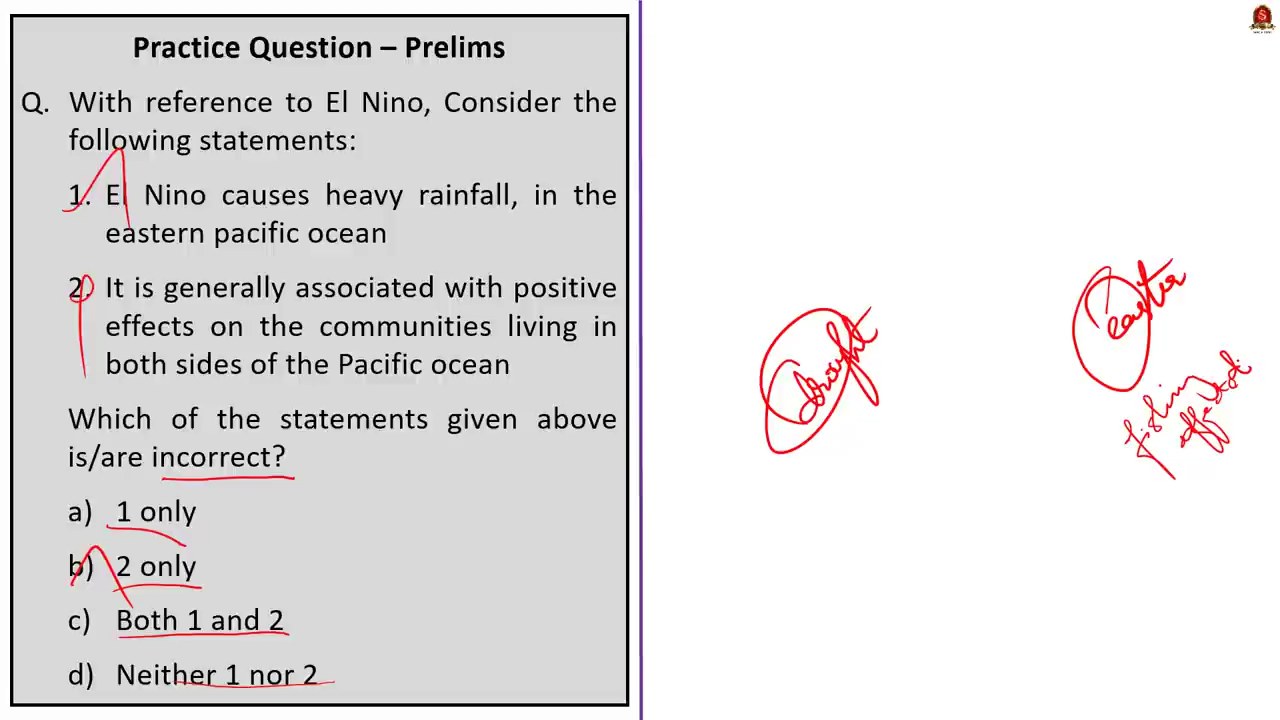 Practice Question – Prelims
Q. With reference to El Nino, Consider the
following statements:
1. El Nino causes heavy rainfall, in the
eastern pacific ocean
2. It is generally associated with positive
effects on the communities living in
both sides of the Pacific ocean
Which of the statements given above
is/are incorrect?
a) 1 only
b) 2 only
c) Both 1 and 2
d) Neither 1 nor 2
Drought
fishing